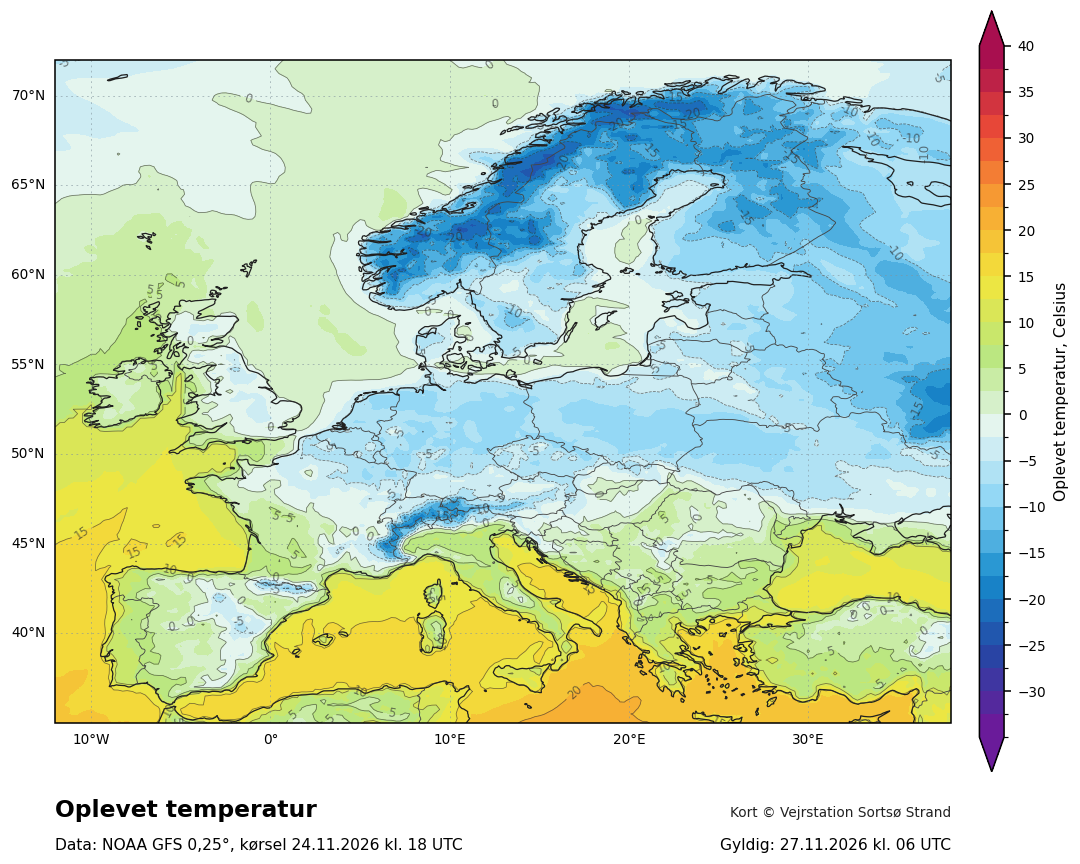 40
35
30
25
20
15
10
5
0
−5
−10
−15
−20
−25
−30
Oplevet temperatur, Celsius
70°N
65°N
60°N
55°N
50°N
45°N
40°N
10°W 0° 10°E 20°E 30°E
Oplevet temperatur
Kort © Vejrstation Sortsø Strand
Data: NOAA GFS 0,25°, kørsel 24.11.2026 kl. 18 UTC
Gyldig: 27.11.2026 kl. 06 UTC